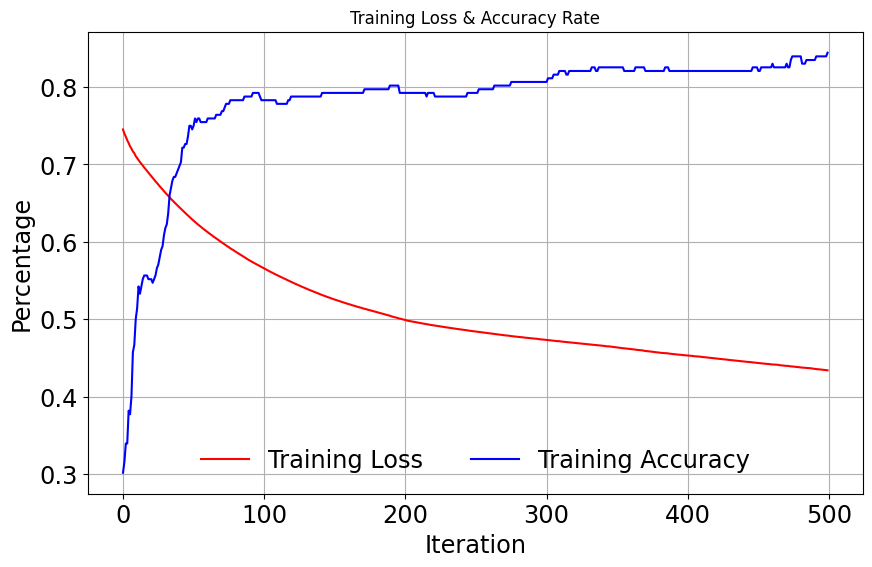 Training Loss & Accuracy Rate
Percentage
0.8
0.7
0.6
0.5
0.4
0.3
Training Loss
Training Accuracy
0
100
200
300
400
500
Iteration